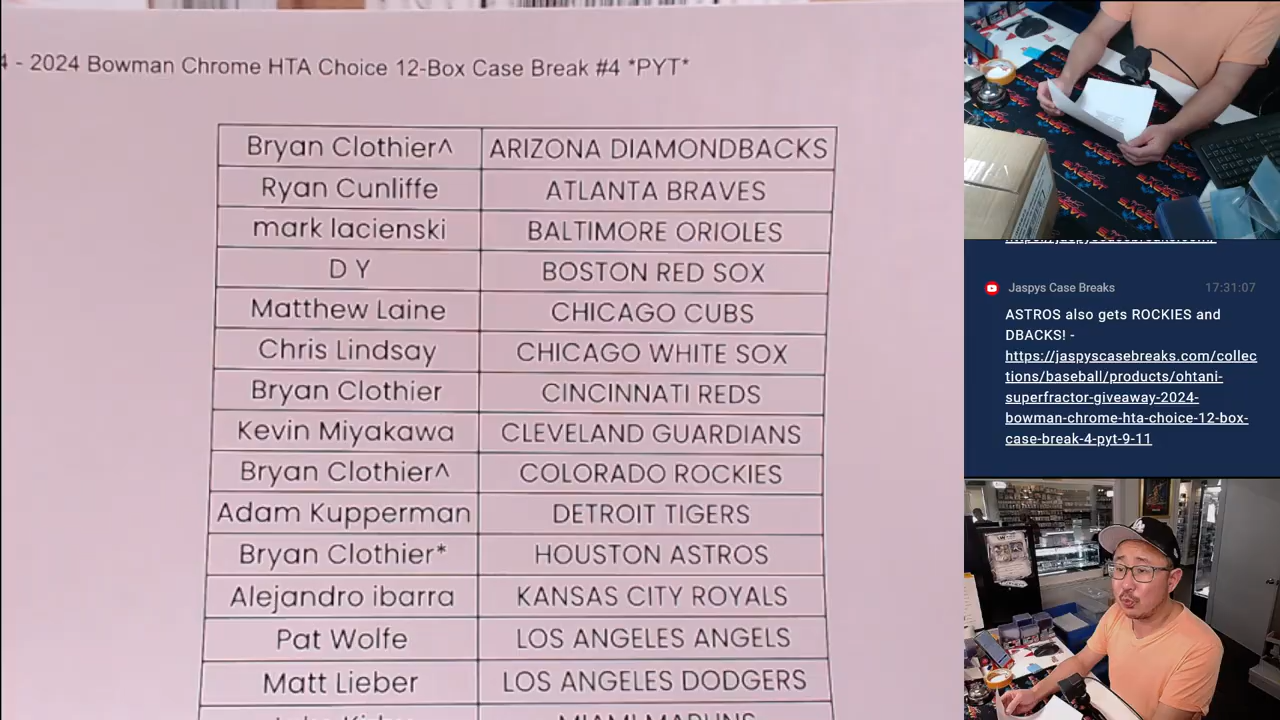 4 - 2024 Bowman Chrome HTA Choice 12-Box Case Break #4 *PYT*
Bryan Clothier^ ARIZONA DIAMONDBACKS
Ryan Cunliffe ATLANTA BRAVES
mark lacienski BALTIMORE ORIOLES
D Y BOSTON RED SOX
Matthew Laine CHICAGO CUBS
Chris Lindsay CHICAGO WHITE SOX
Bryan Clothier CINCINNATI REDS
Kevin Miyakawa CLEVELAND GUARDIANS
Bryan Clothier^ COLORADO ROCKIES
Adam Kupperman DETROIT TIGERS
Bryan Clothier* HOUSTON ASTROS
Alejandro ibarra KANSAS CITY ROYALS
Pat Wolfe LOS ANGELES ANGELS
Matt Lieber LOS ANGELES DODGERS
MIAMI MARLINS
Jaspys Case Breaks 17:31:07
ASTROS also gets ROCKIES and
DBACKS! -
https://jaspyscasebreaks.com/collec
tions/baseball/products/ohtani-
superfractor-giveaway-2024-
bowman-chrome-hta-choice-12-box-
case-break-4-pyt-9-11